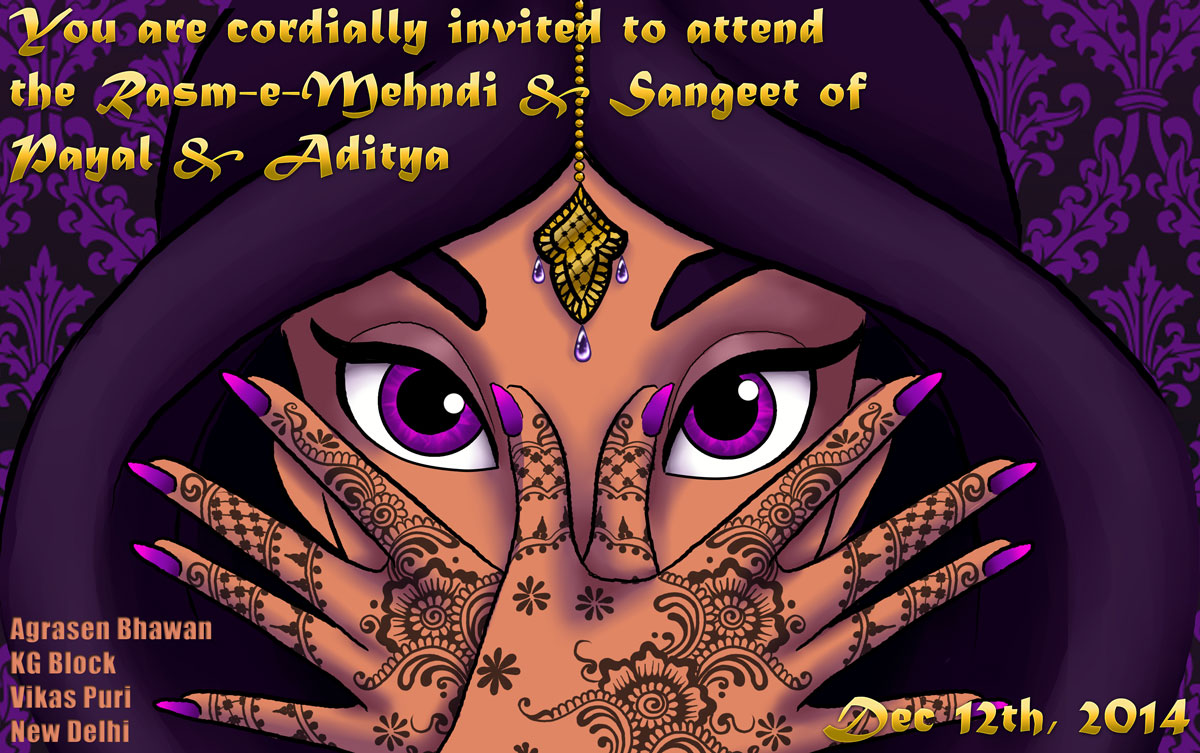 You are cordially invited to attend
the Rasm-e-Mehndi & Sangeet of
Payal & Aditya
Agrasen Bhawan
KG Block
Vikas Puri
New Delhi
Dec 12th, 2014